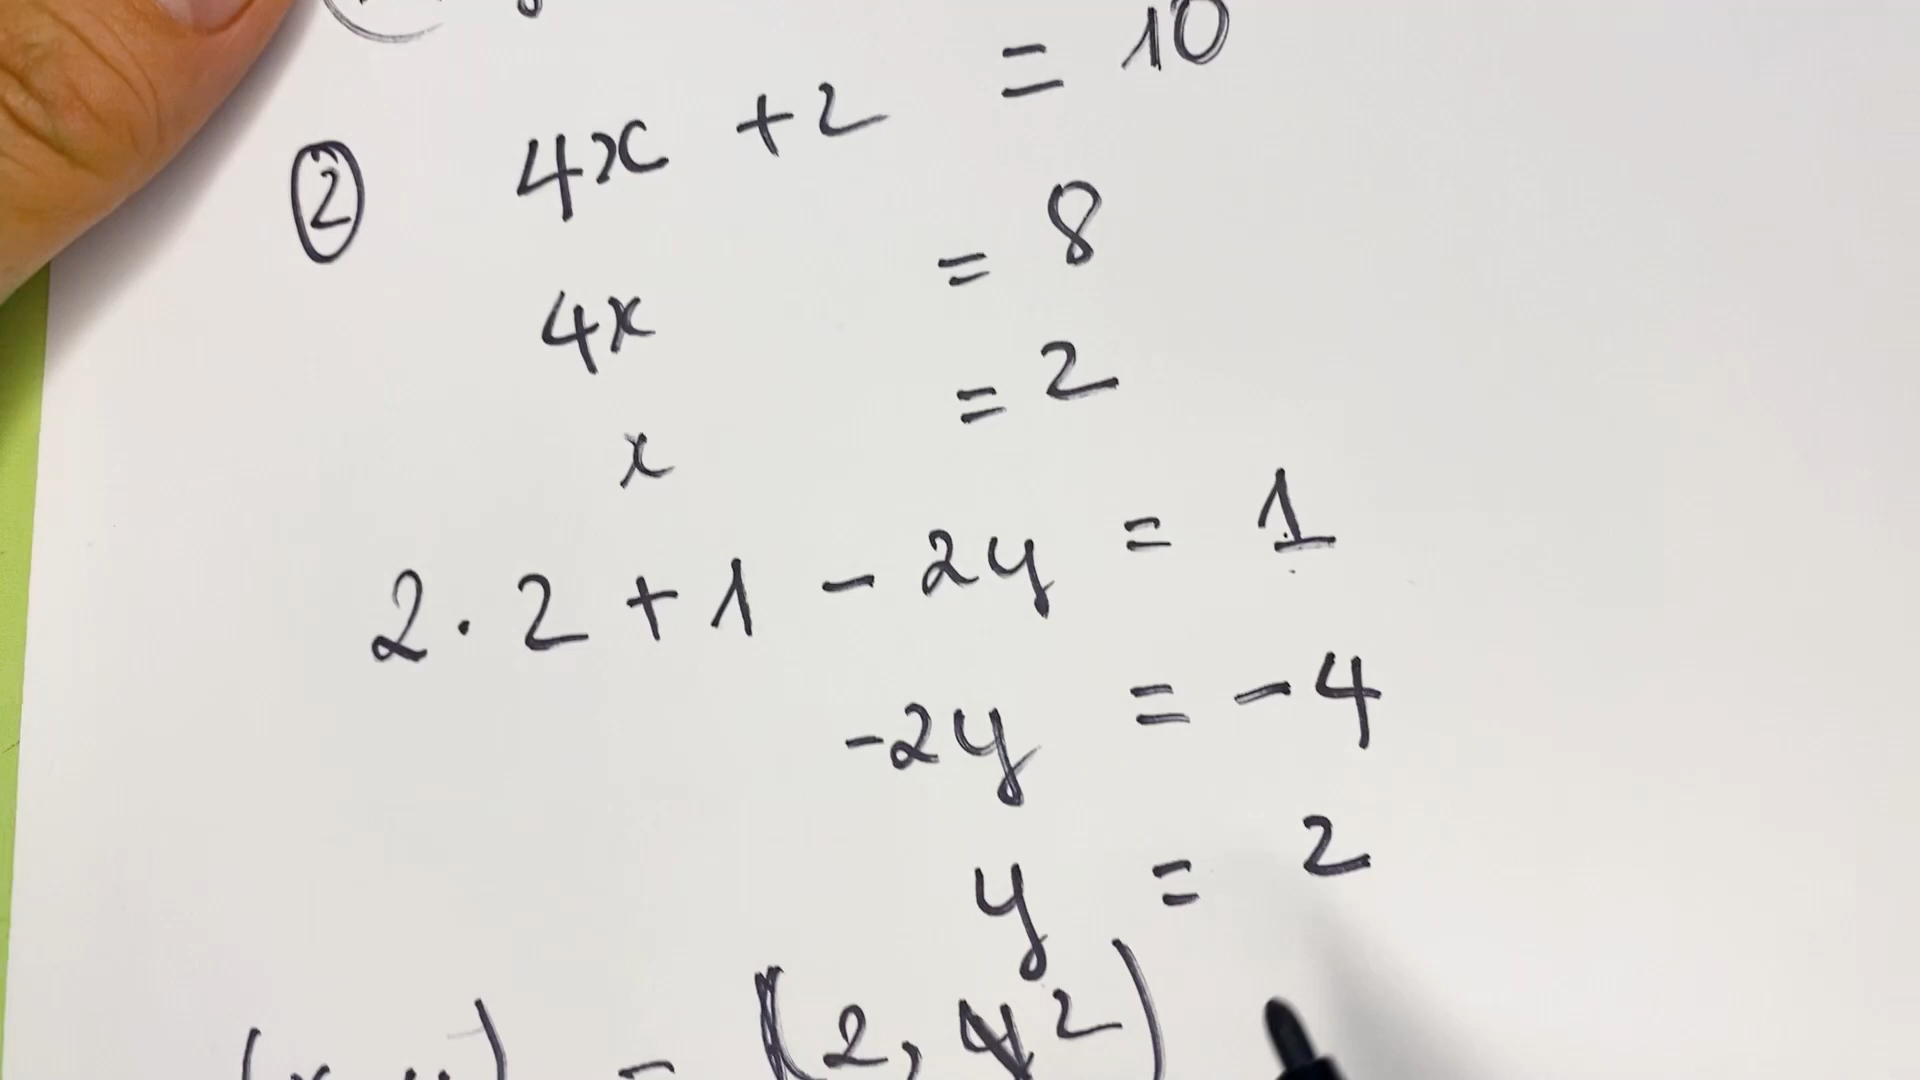 ② 4x + 2 = 10
4x = 8
x = 2
2 · 2 + 1 - 2y = 1
-2y = -4
y = 2
(x, y) = (2, 2)